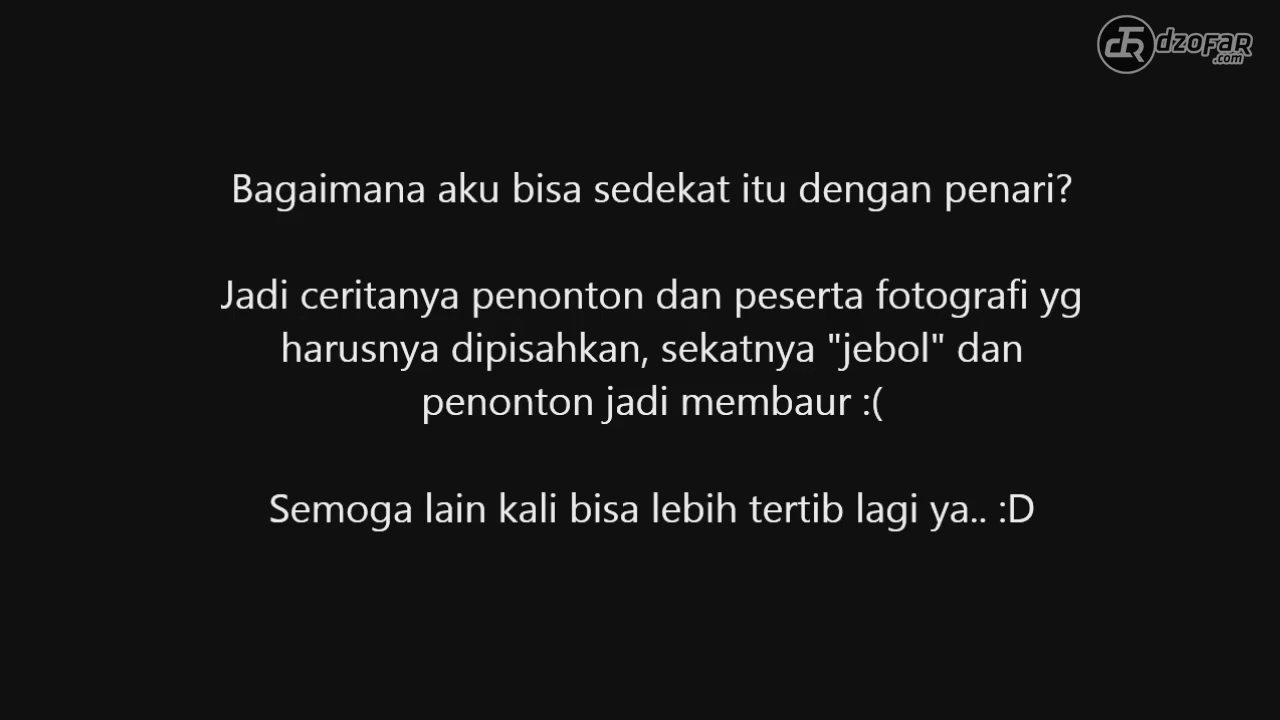 dzofar
.com
Bagaimana aku bisa sedekat itu dengan penari?
Jadi ceritanya penonton dan peserta fotografi yg
harusnya dipisahkan, sekatnya "jebol" dan
penonton jadi membaur :(
Semoga lain kali bisa lebih tertib lagi ya.. :D